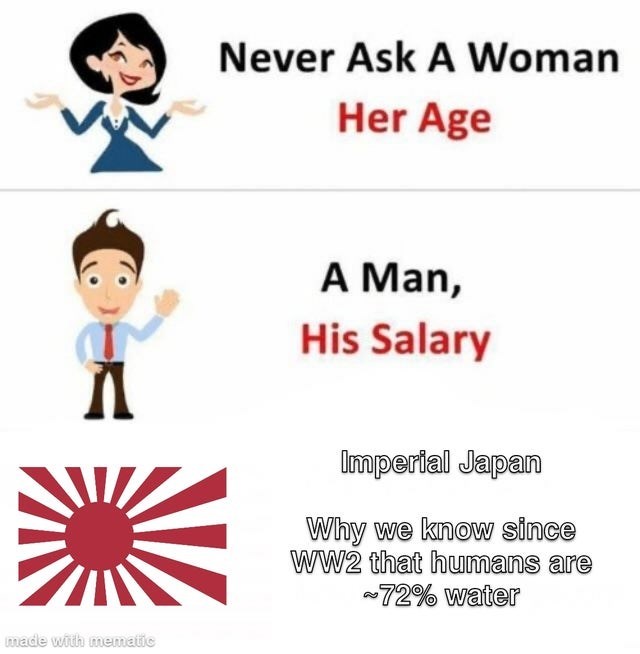 Never Ask A Woman
Her Age
A Man,
His Salary
Imperial Japan
Why we know since
WW2 that humans are
~72% water
made with mematic